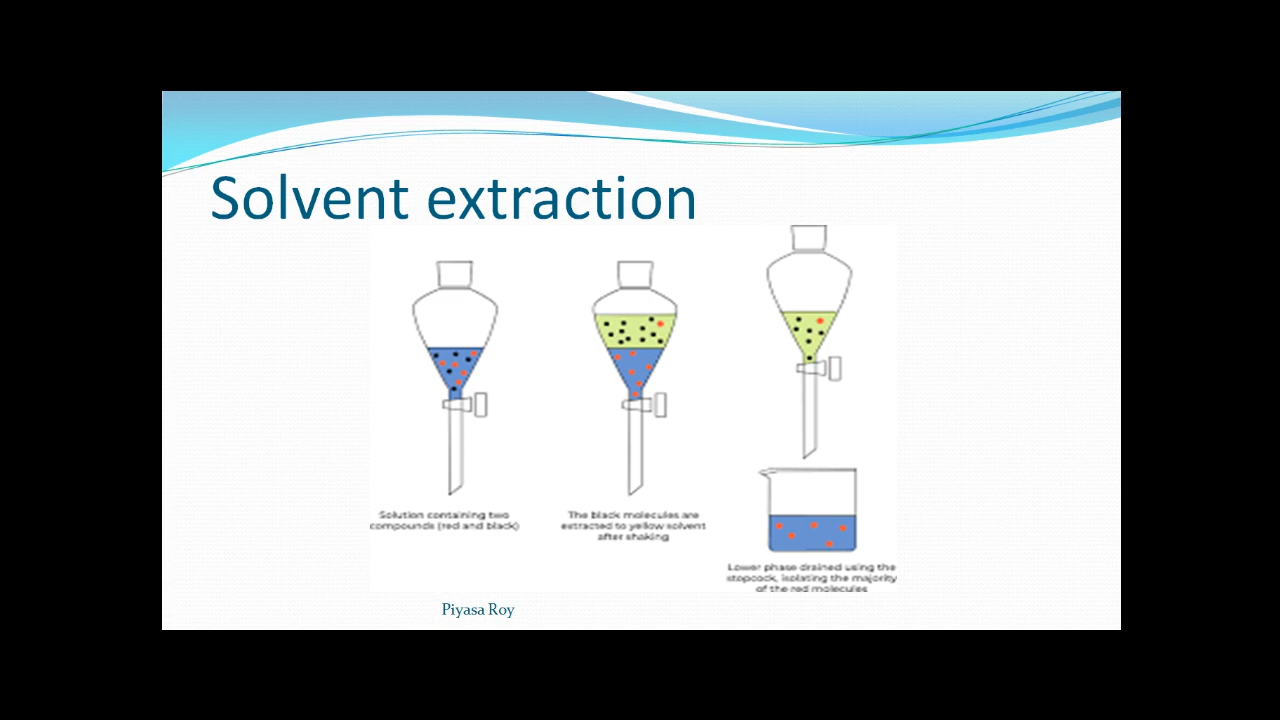 Solvent extraction
Solution containing two
compounds (red and black)
The black molecules are
extracted to yellow solvent
after shaking
Lower phase drained using the
stopcock, isolating the majority
of the red molecules
Piyasa Roy